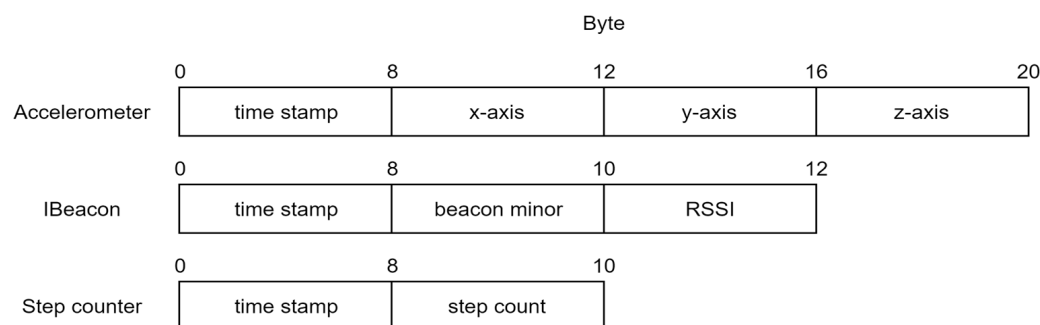 Byte
0 8 12 16 20
Accelerometer time stamp x-axis y-axis z-axis
0 8 10 12
IBeacon time stamp beacon minor RSSI
0 8 10
Step counter time stamp step count